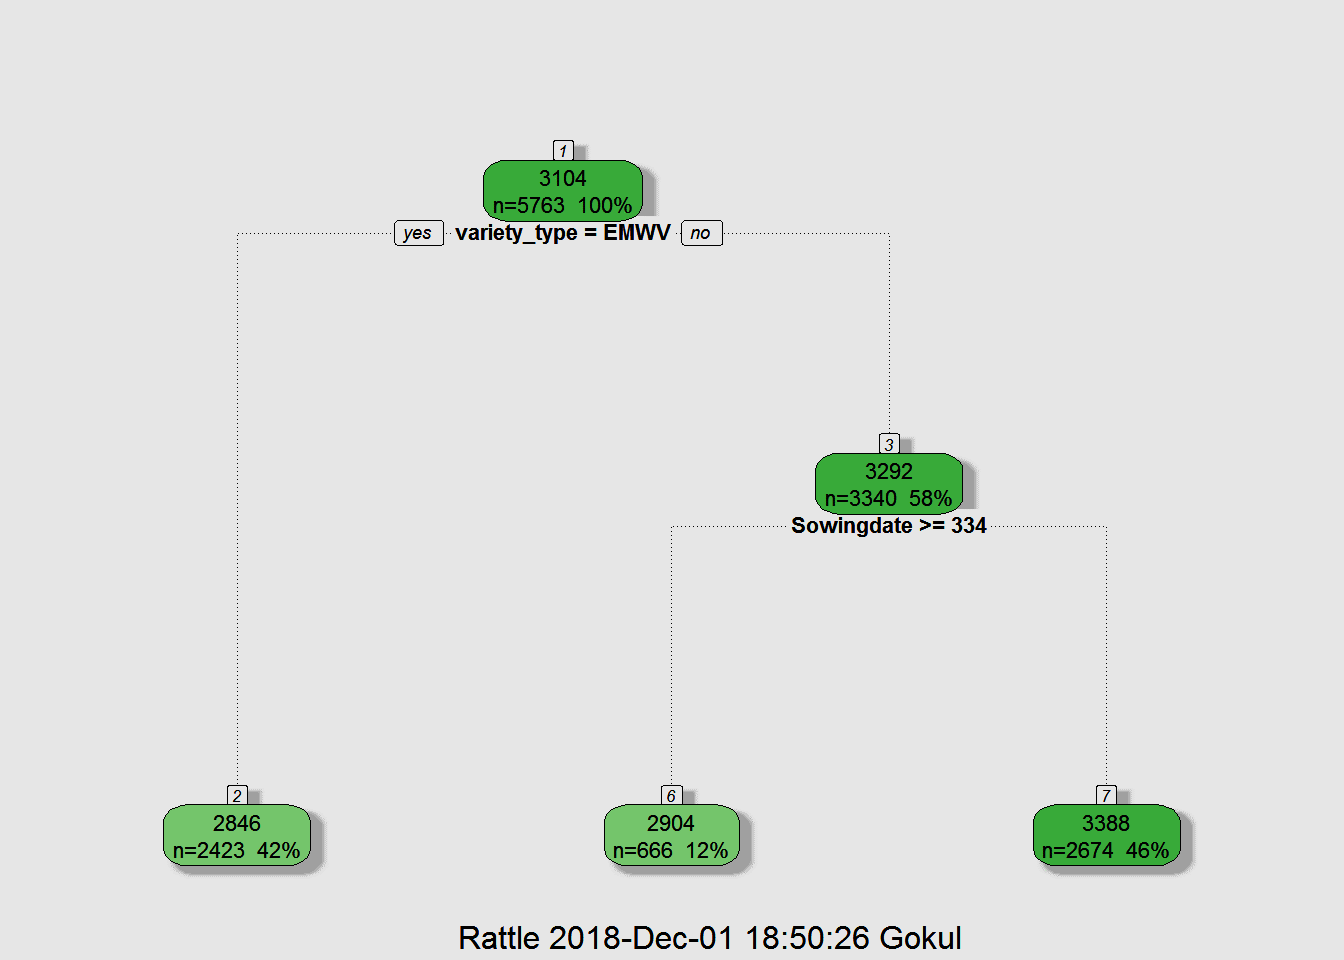 1
3104
n=5763 100%
yes variety_type = EMWV no
3
3292
n=3340 58%
Sowingdate >= 334
2
2846
n=2423 42%
6
2904
n=666 12%
7
3388
n=2674 46%
Rattle 2018-Dec-01 18:50:26 Gokul